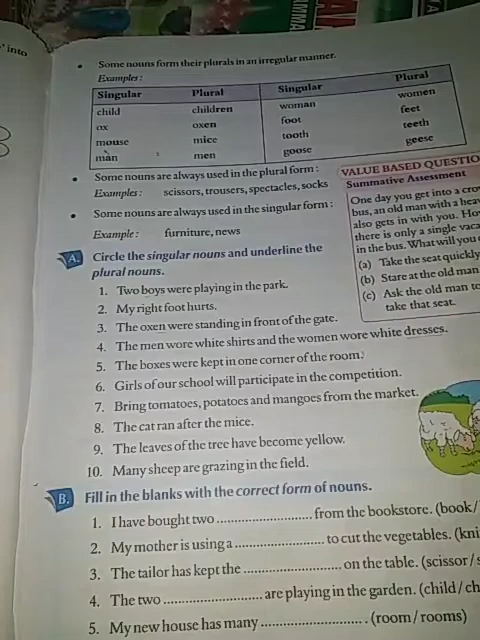 into
• Some nouns form their plurals in an irregular manner.
Examples:
Singular Plural Singular Plural
child children woman women
ox oxen foot feet
mouse mice tooth teeth
man men goose geese
• Some nouns are always used in the plural form:
Examples: scissors, trousers, spectacles, socks
• Some nouns are always used in the singular form:
Example: furniture, news
A. Circle the singular nouns and underline the
plural nouns.
1. Two boys were playing in the park.
2. My right foot hurts.
3. The oxen were standing in front of the gate.
4. The men wore white shirts and the women wore white dresses.
5. The boxes were kept in one corner of the room.
6. Girls of our school will participate in the competition.
7. Bring tomatoes, potatoes and mangoes from the market.
8. The cat ran after the mice.
9. The leaves of the tree have become yellow.
10. Many sheep are grazing in the field.
VALUE BASED QUESTIO
Summative Assessment
One day you get into a cro
bus, an old man with a hea
also gets in with you. Ho
there is only a single vaca
in the bus. What will you
(a) Take the seat quickly
(b) Stare at the old man
(c) Ask the old man to
take that seat.
B. Fill in the blanks with the correct form of nouns.
1. I have bought two .......................... from the bookstore. (book/
2. My mother is using a .......................... to cut the vegetables. (kni
3. The tailor has kept the .......................... on the table. (scissor/s
4. The two .......................... are playing in the garden. (child/ch
5. My new house has many .......................... . (room/rooms)